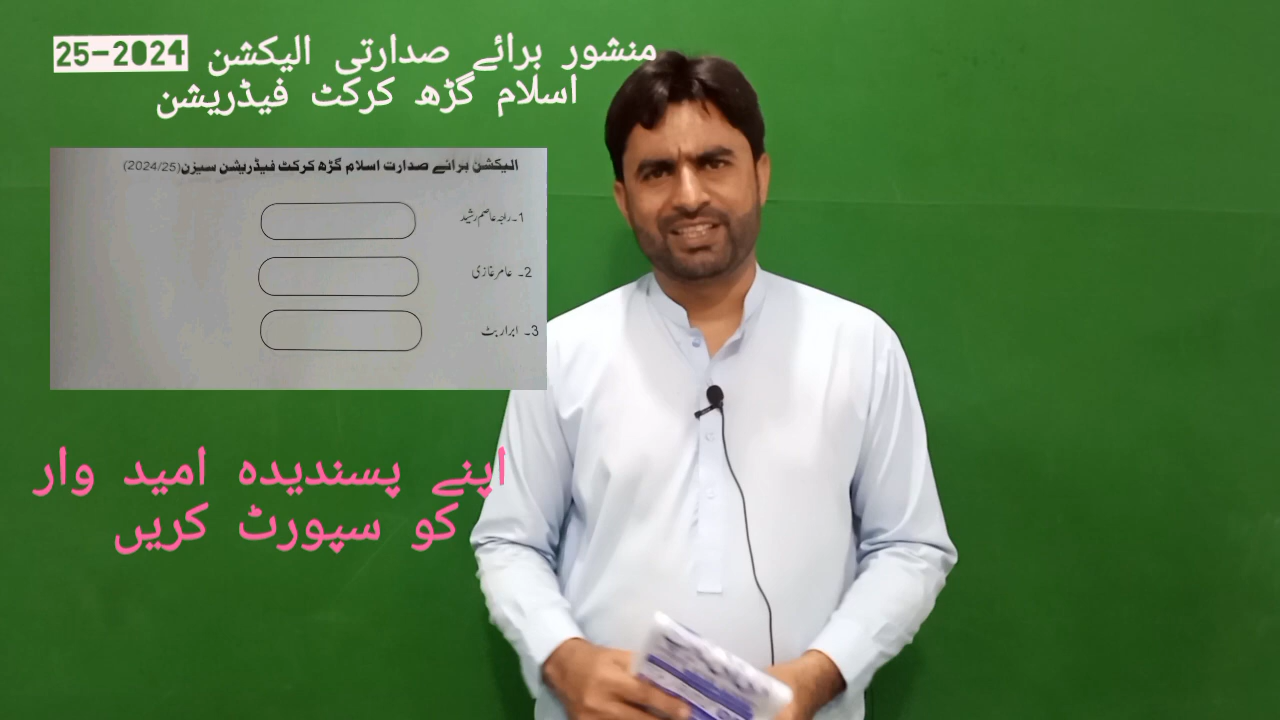 منشور برائے صدارتی الیکشن 2024-25
اسلام گڑھ کرکٹ فیڈریشن
الیکشن برائے صدارت اسلام گڑھ کرکٹ فیڈریشن سیزن (2024/25)
1۔ راجہ عاصم رشید
2۔ عامر غازی
3۔ ابرار بٹ
اپنے پسندیدہ امید وار
کو سپورٹ کریں